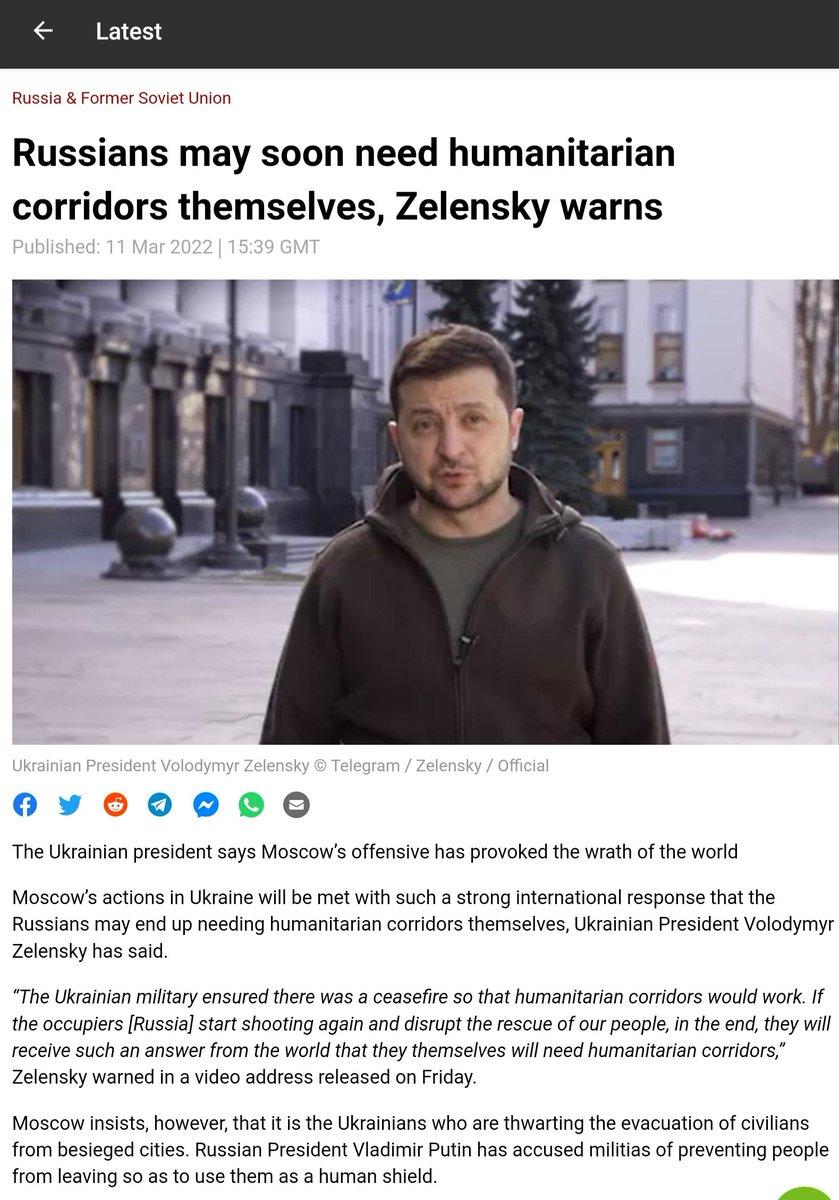 Latest
Russia & Former Soviet Union
Russians may soon need humanitarian
corridors themselves, Zelensky warns
Published: 11 Mar 2022 | 15:39 GMT
Ukrainian President Volodymyr Zelensky © Telegram / Zelensky / Official
The Ukrainian president says Moscow’s offensive has provoked the wrath of the world
Moscow’s actions in Ukraine will be met with such a strong international response that the
Russians may end up needing humanitarian corridors themselves, Ukrainian President Volodymyr
Zelensky has said.
“The Ukrainian military ensured there was a ceasefire so that humanitarian corridors would work. If
the occupiers [Russia] start shooting again and disrupt the rescue of our people, in the end, they will
receive such an answer from the world that they themselves will need humanitarian corridors,”
Zelensky warned in a video address released on Friday.
Moscow insists, however, that it is the Ukrainians who are thwarting the evacuation of civilians
from besieged cities. Russian President Vladimir Putin has accused militias of preventing people
from leaving so as to use them as a human shield.